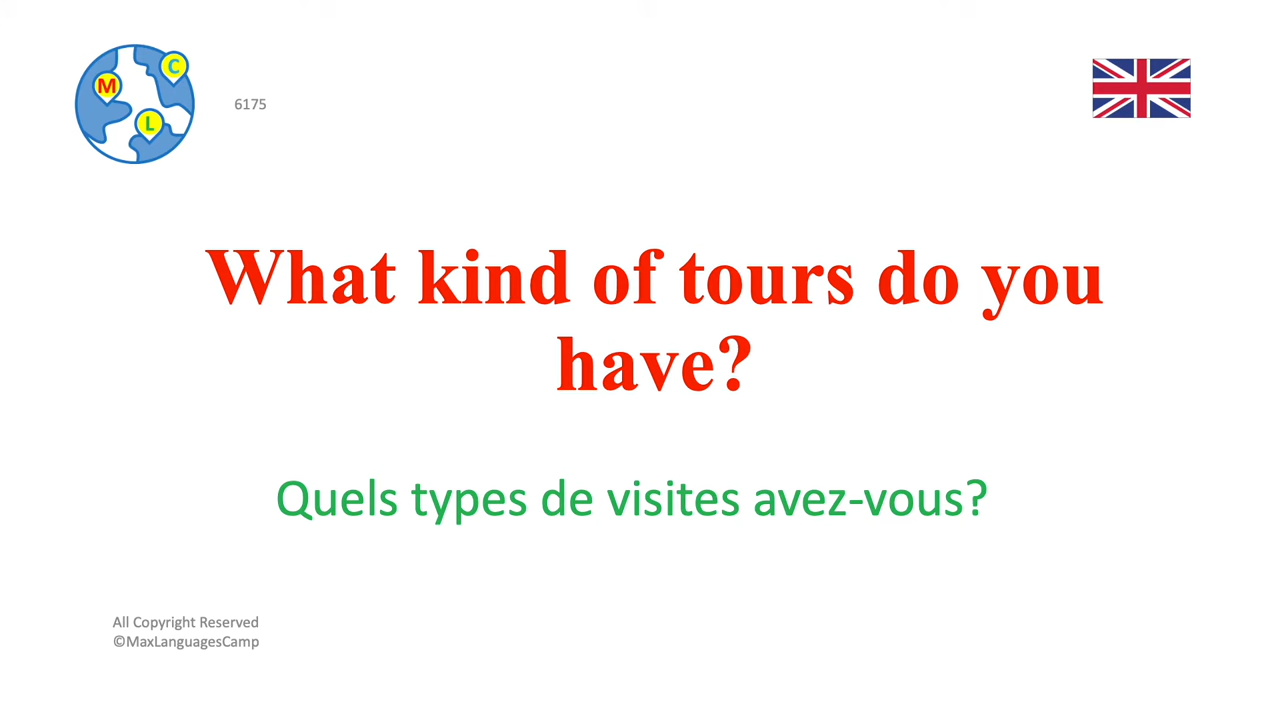 M
C
L
6175
What kind of tours do you
have?
Quels types de visites avez-vous?
All Copyright Reserved
©MaxLanguagesCamp